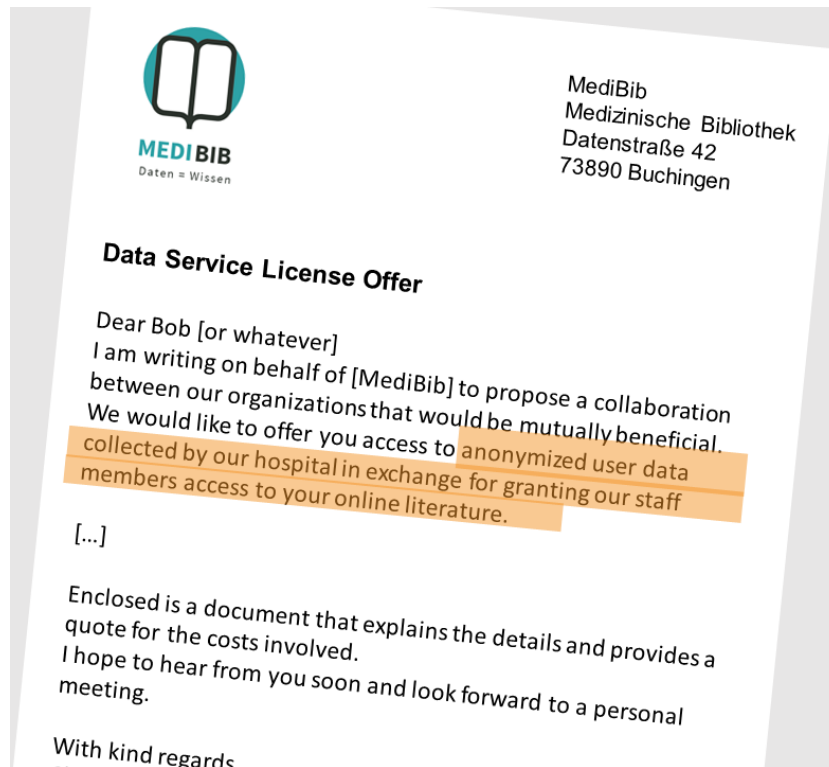 MEDIBIB
Daten = Wissen
MediBib
Medizinische Bibliothek
Datenstraße 42
73890 Buchingen
Data Service License Offer
Dear Bob [or whatever]
I am writing on behalf of [MediBib] to propose a collaboration
between our organizations that would be mutually beneficial.
We would like to offer you access to anonymized user data
collected by our hospital in exchange for granting our staff
members access to your online literature.
[...]
Enclosed is a document that explains the details and provides a
quote for the costs involved.
I hope to hear from you soon and look forward to a personal
meeting.
With kind regards